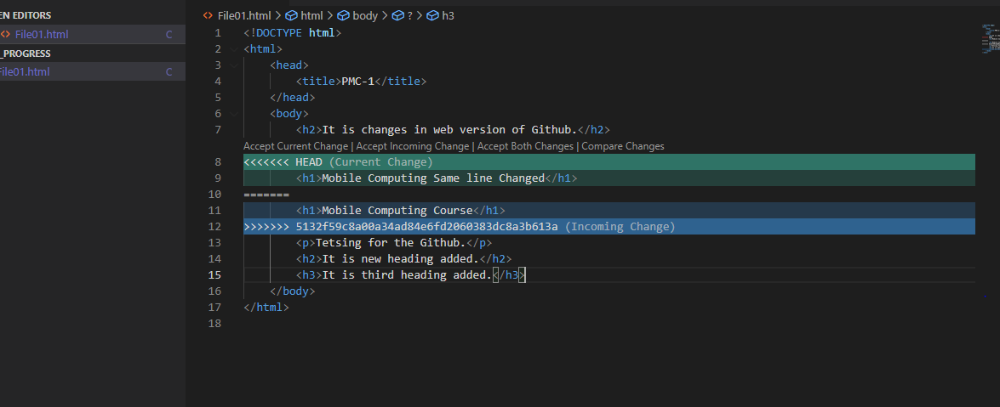 EN EDITORS
<> File01.html C
_PROGRESS
File01.html C
<> File01.html > html > body > ? > h3
1 <!DOCTYPE html>
2 <html>
3 <head>
4 <title>PMC-1</title>
5 </head>
6 <body>
7 <h2>It is changes in web version of Github.</h2>
Accept Current Change | Accept Incoming Change | Accept Both Changes | Compare Changes
8 <<<<<<< HEAD (Current Change)
9 <h1>Mobile Computing Same line Changed</h1>
10 =======
11 <h1>Mobile Computing Course</h1>
12 >>>>>>> 5132f59c8a00a34ad84e6fd2060383dc8a3b613a (Incoming Change)
13 <p>Tetsing for the Github.</p>
14 <h2>It is new heading added.</h2>
15 <h3>It is third heading added.</h3>
16 </body>
17 </html>
18